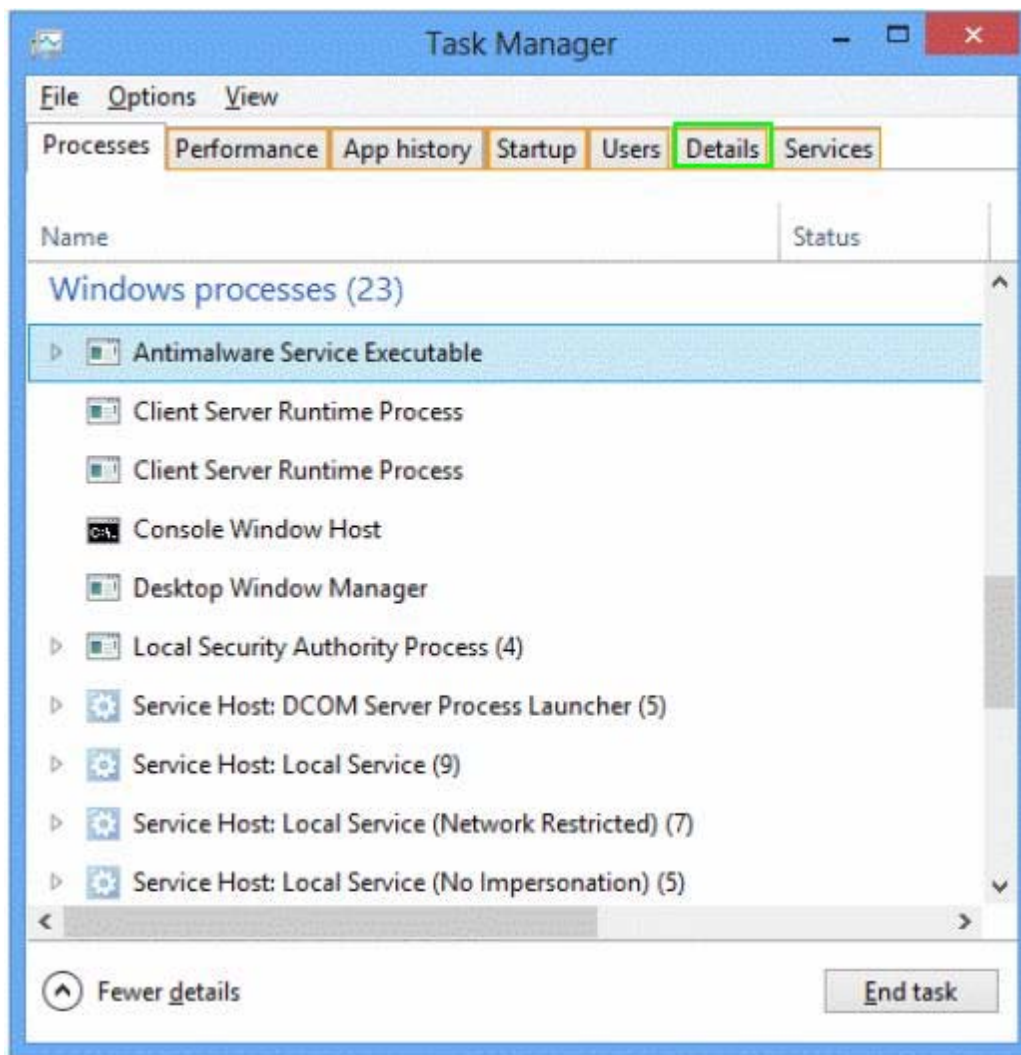 Task Manager
File Options View
Processes Performance App history Startup Users Details Services
Name Status
Windows processes (23)
Antimalware Service Executable
Client Server Runtime Process
Client Server Runtime Process
Console Window Host
Desktop Window Manager
Local Security Authority Process (4)
Service Host: DCOM Server Process Launcher (5)
Service Host: Local Service (9)
Service Host: Local Service (Network Restricted) (7)
Service Host: Local Service (No Impersonation) (5)
Fewer details End task